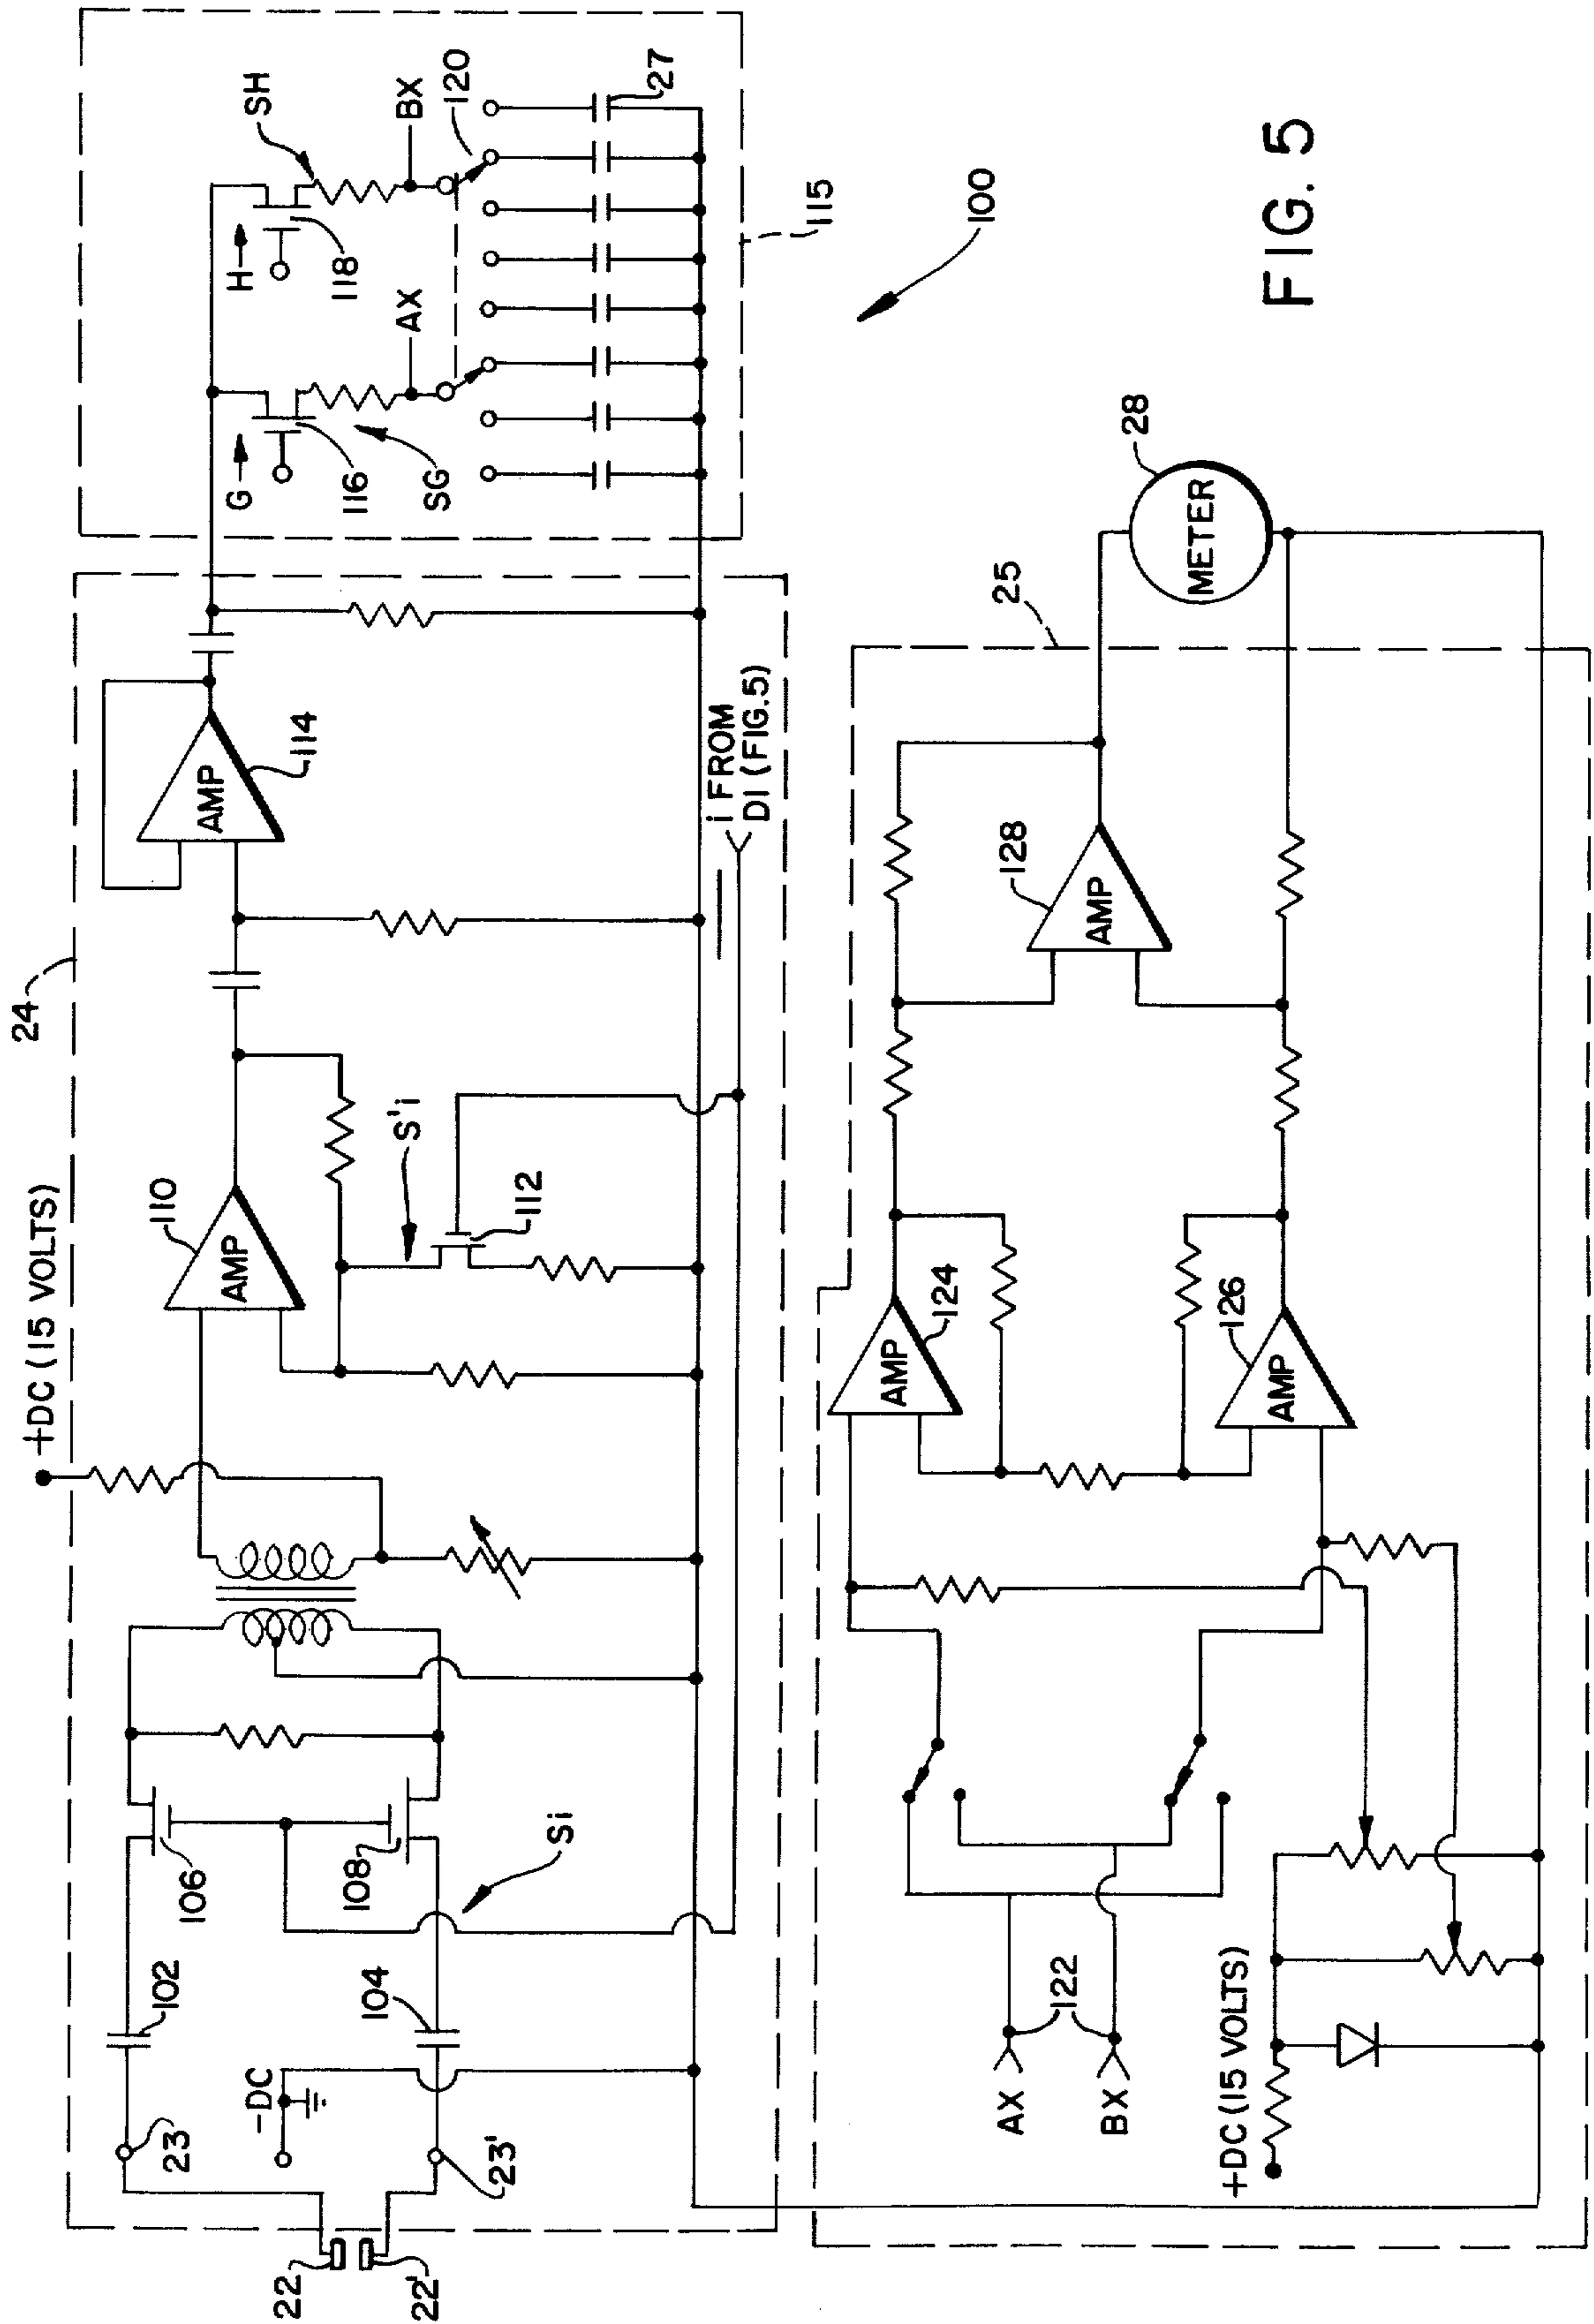 24
+DC (15 VOLTS)
110
AMP
S'i
112
AMP
114
i FROM
DI (FIG.5)
22
22'
23
23'
-DC
102
104
106
108
Si
G
H
116
118
SG
SH
AX
BX
120
27
115
100
25
AX
BX
122
+DC (15 VOLTS)
AMP
124
AMP
126
AMP
128
METER
28
FIG. 5